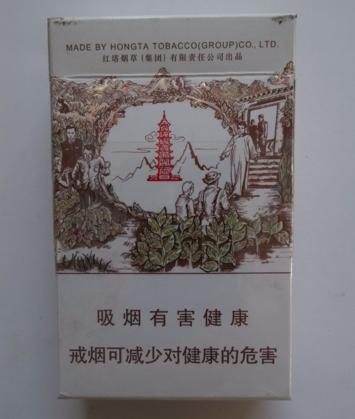 MADE BY HONGTA TOBACCO(GROUP)CO., LTD.
红塔烟草(集团)有限责任公司出品
吸烟有害健康
戒烟可减少对健康的危害